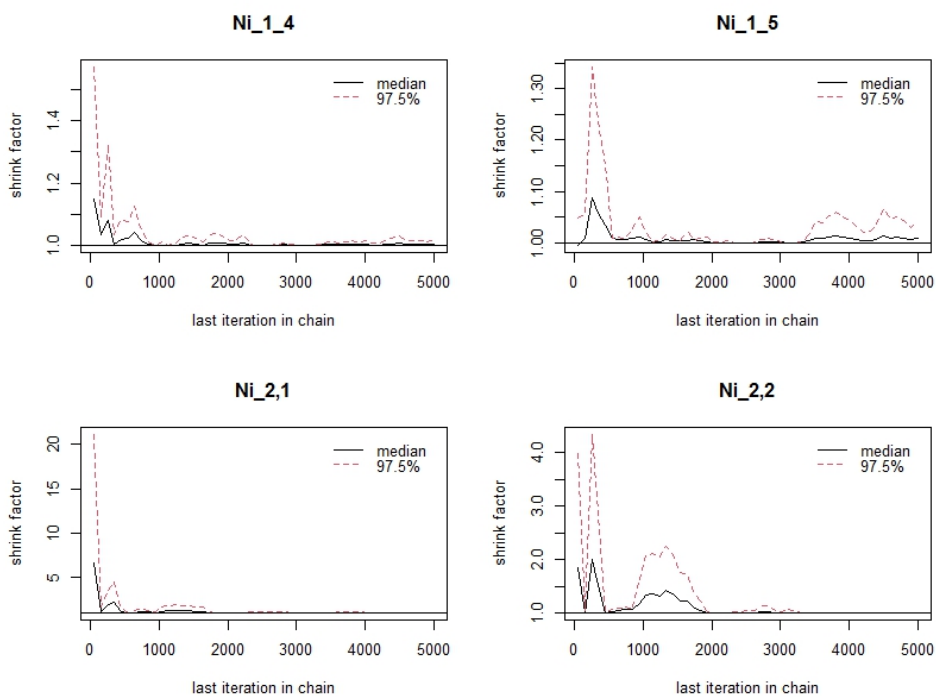 Ni_1_4
median
97.5%
shrink factor
1.0 1.2 1.4
0 1000 2000 3000 4000 5000
last iteration in chain
Ni_1_5
median
97.5%
shrink factor
1.00 1.10 1.20 1.30
0 1000 2000 3000 4000 5000
last iteration in chain
Ni_2,1
median
97.5%
shrink factor
5 10 15 20
0 1000 2000 3000 4000 5000
last iteration in chain
Ni_2,2
median
97.5%
shrink factor
1.0 2.0 3.0 4.0
0 1000 2000 3000 4000 5000
last iteration in chain